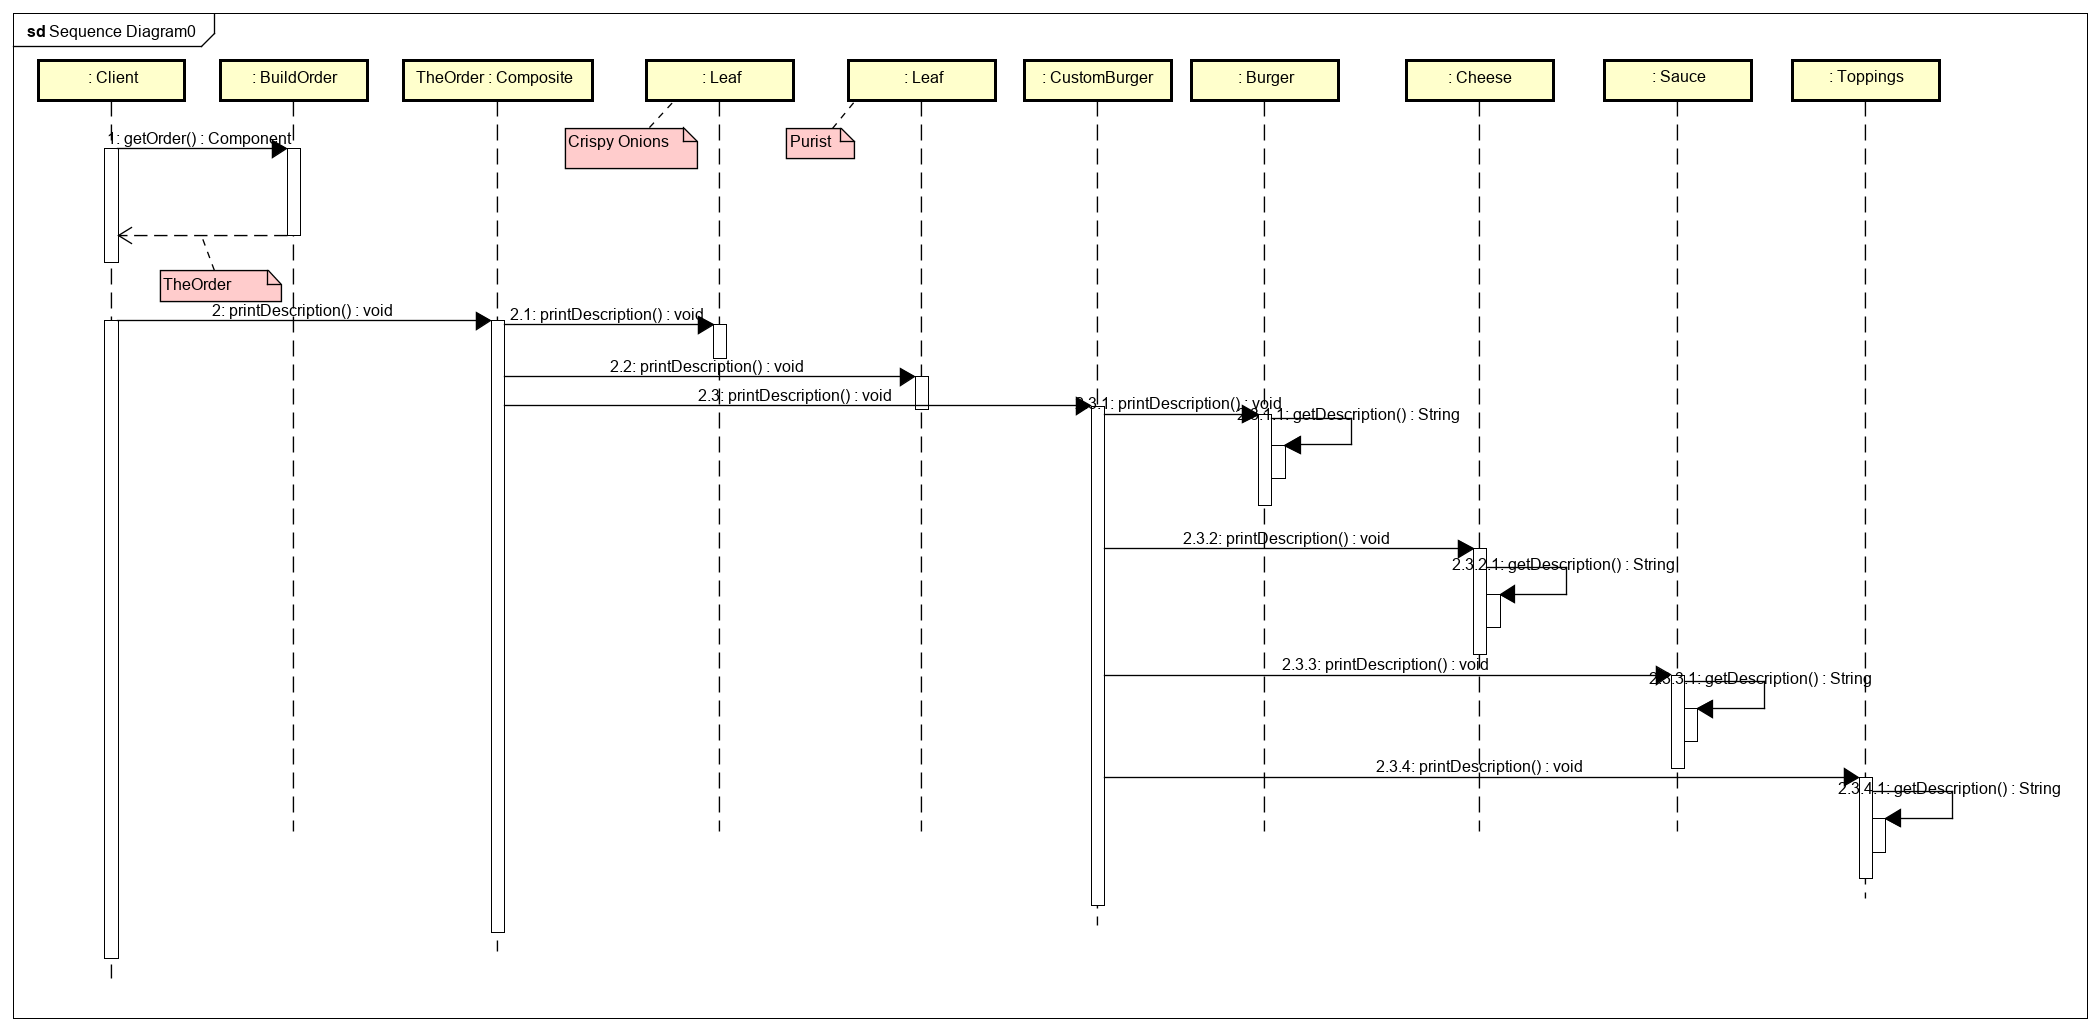 sd Sequence Diagram0
: Client
: BuildOrder
TheOrder : Composite
: Leaf
: Leaf
: CustomBurger
: Burger
: Cheese
: Sauce
: Toppings
1: getOrder() : Component
Crispy Onions
Purist
TheOrder
2: printDescription() : void
2.1: printDescription() : void
2.2: printDescription() : void
2.3: printDescription() : void
2.3.1: printDescription() : void
2.3.1.1: getDescription() : String
2.3.2: printDescription() : void
2.3.2.1: getDescription() : String
2.3.3: printDescription() : void
2.3.3.1: getDescription() : String
2.3.4: printDescription() : void
2.3.4.1: getDescription() : String